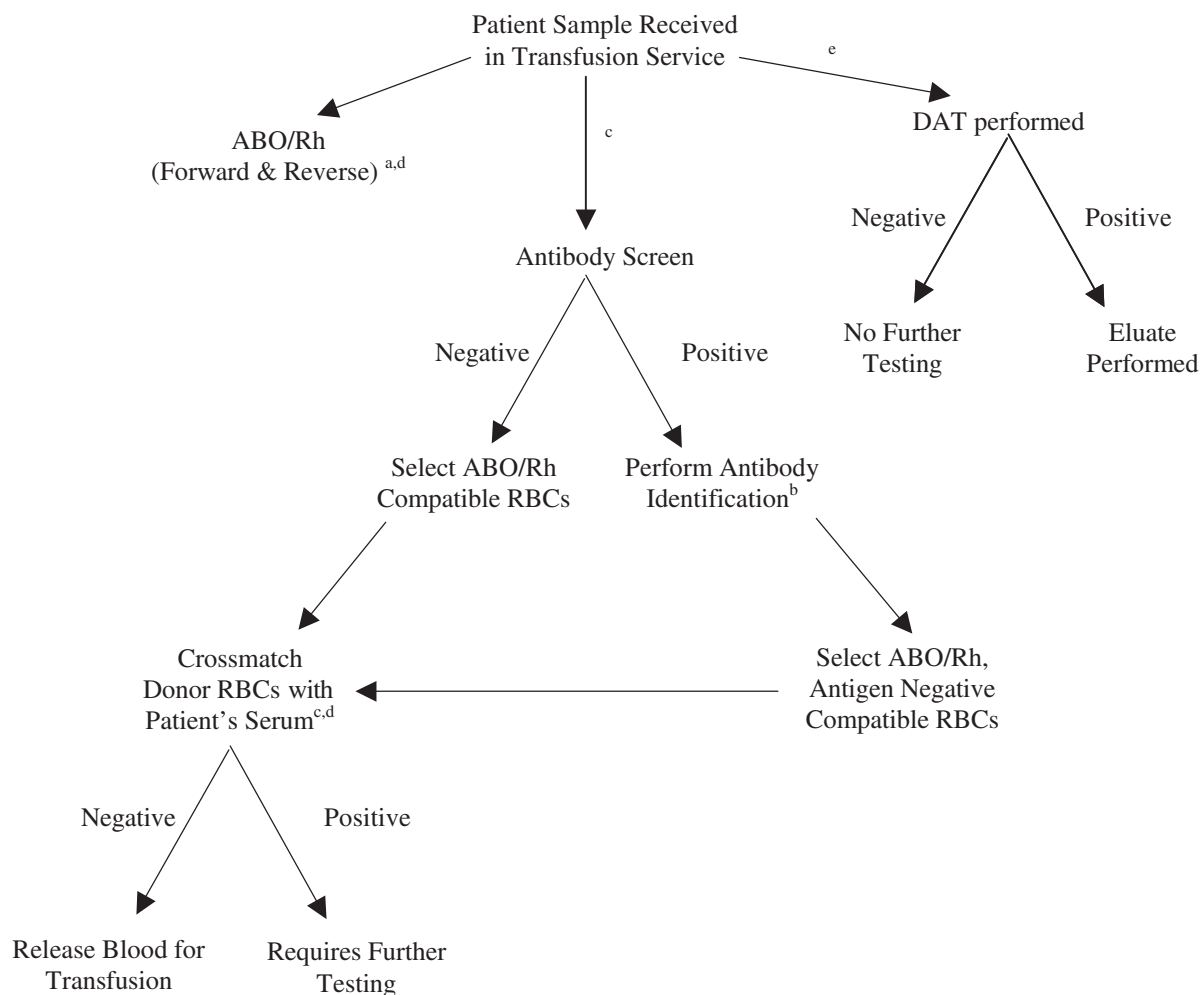 Patient Sample Received
in Transfusion Service
e
ABO/Rh
(Forward & Reverse) a,d
c
DAT performed
Negative
Positive
Antibody Screen
No Further
Testing
Eluate
Performed
Negative
Positive
Select ABO/Rh
Compatible RBCs
Perform Antibody
Identificationb
Crossmatch
Donor RBCs with
Patient's Serumc,d
Select ABO/Rh,
Antigen Negative
Compatible RBCs
Negative
Positive
Release Blood for
Transfusion
Requires Further
Testing